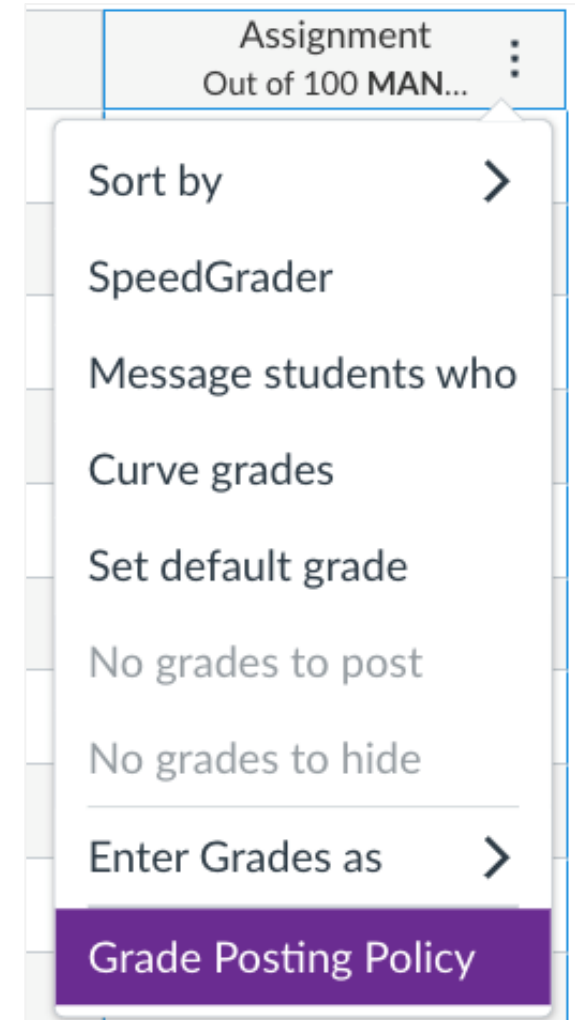 Assignment
Out of 100 MAN...
Sort by
SpeedGrader
Message students who
Curve grades
Set default grade
No grades to post
No grades to hide
Enter Grades as
Grade Posting Policy